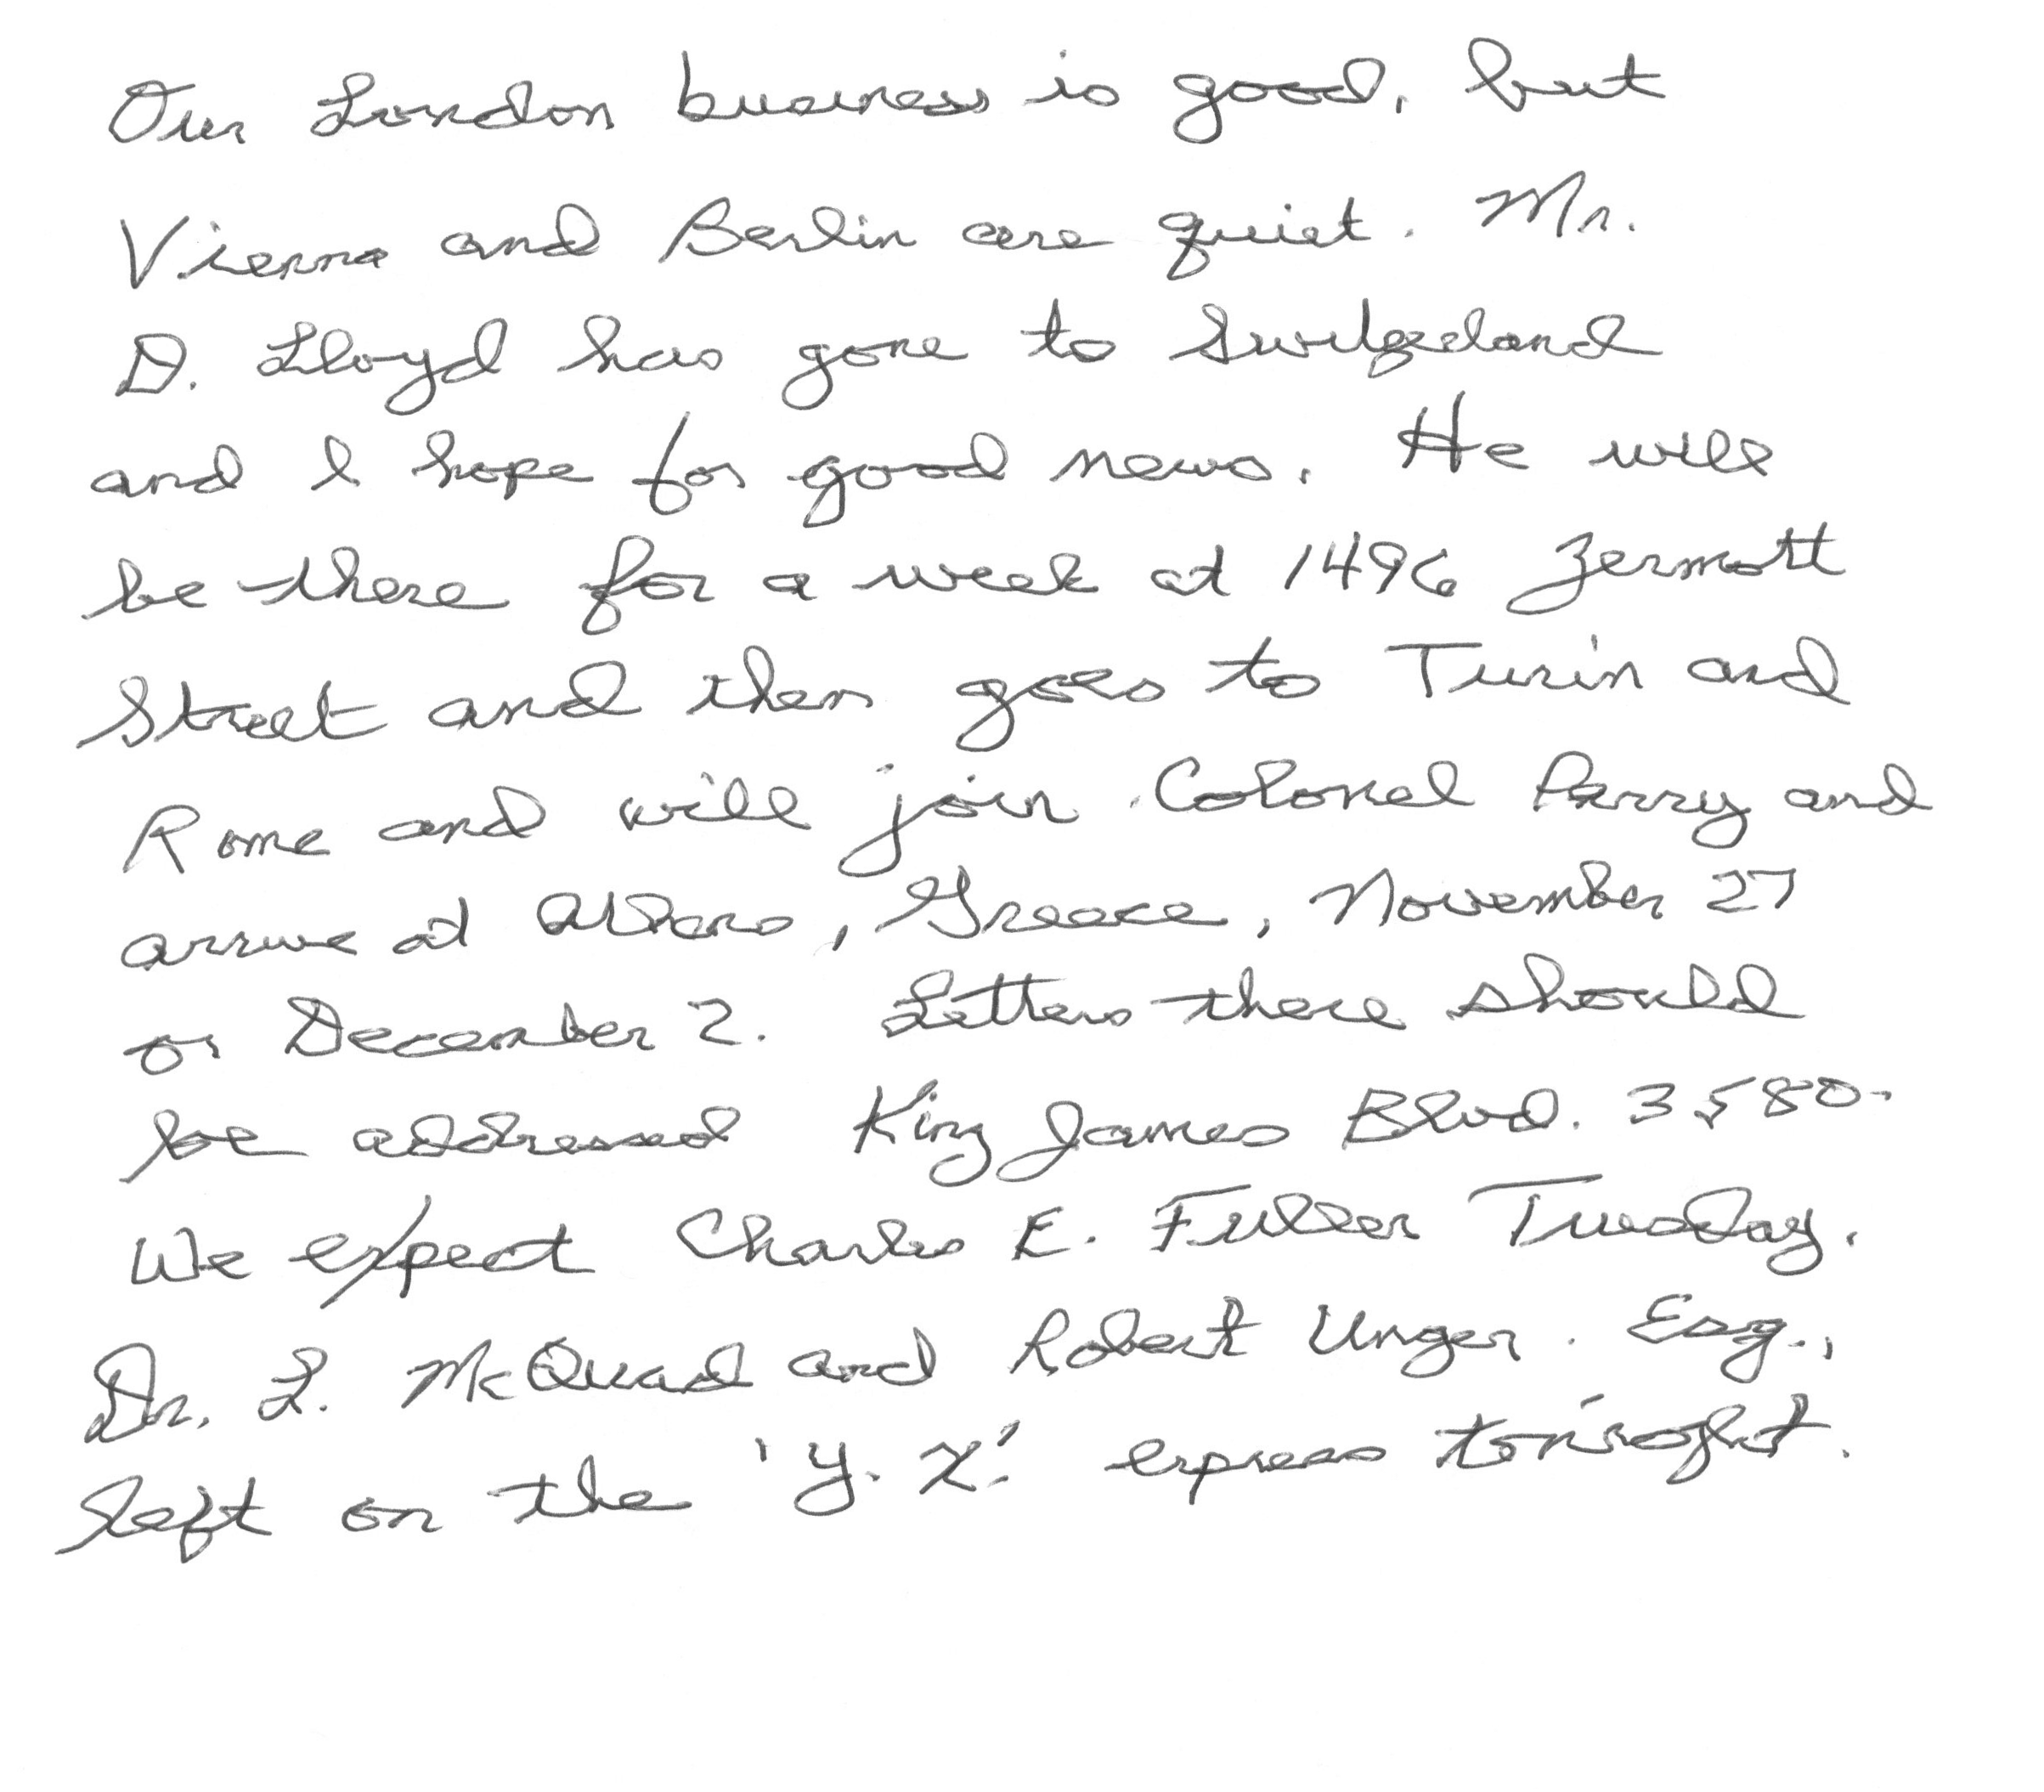 Our London business is good, but
Vienna and Berlin are quiet. Mr.
D. Lloyd has gone to Switzerland
and I hope for good news. He will
be there for a week at 1496 Zermott
Street and then goes to Turin and
Rome and will join Colonel Parry and
arrive at Athens, Greece, November 27
or December 2. Letters there should
be addressed King James Blvd. 3580.
We expect Charles E. Fuller Tuesday.
Dr. L. McQuad and Robert Unger. Esq.,
left on the 'Y. X.' express tonight.